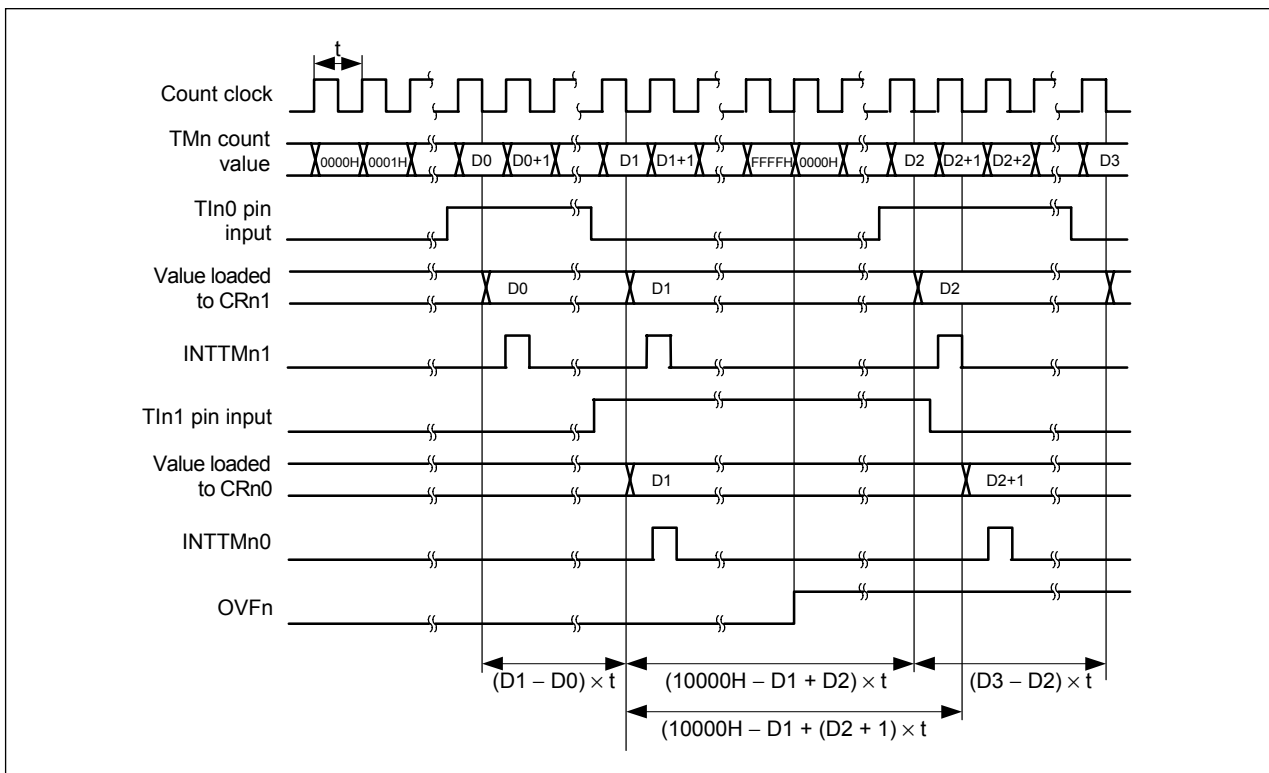 t
Count clock
TMn count
value
0000H 0001H D0 D0+1 D1 D1+1 FFFFH 0000H D2 D2+1 D2+2 D3
TIn0 pin
input
Value loaded
to CRn1
D0 D1 D2
INTTMn1
TIn1 pin input
Value loaded
to CRn0
D1 D2+1
INTTMn0
OVFn
(D1 − D0) × t (10000H − D1 + D2) × t (D3 − D2) × t
(10000H − D1 + (D2 + 1) × t